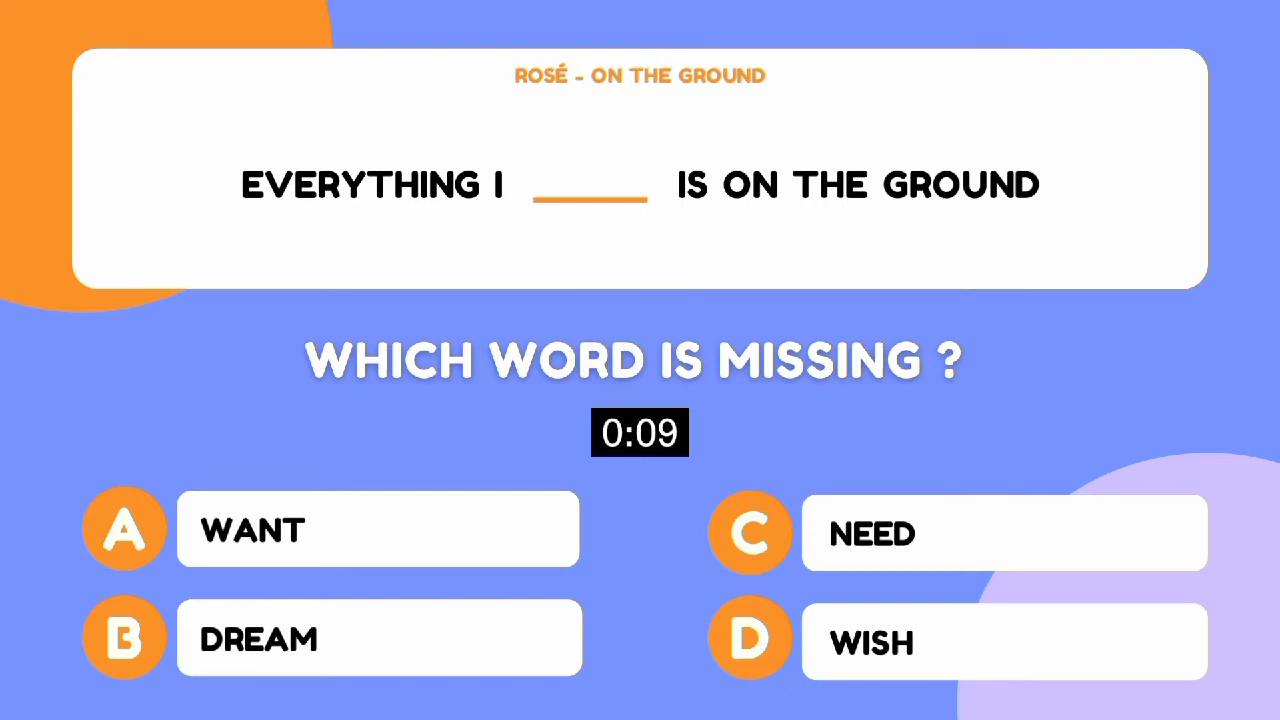 ROSÉ - ON THE GROUND
EVERYTHING I _____ IS ON THE GROUND
WHICH WORD IS MISSING ?
0:09
A WANT
C NEED
B DREAM
D WISH